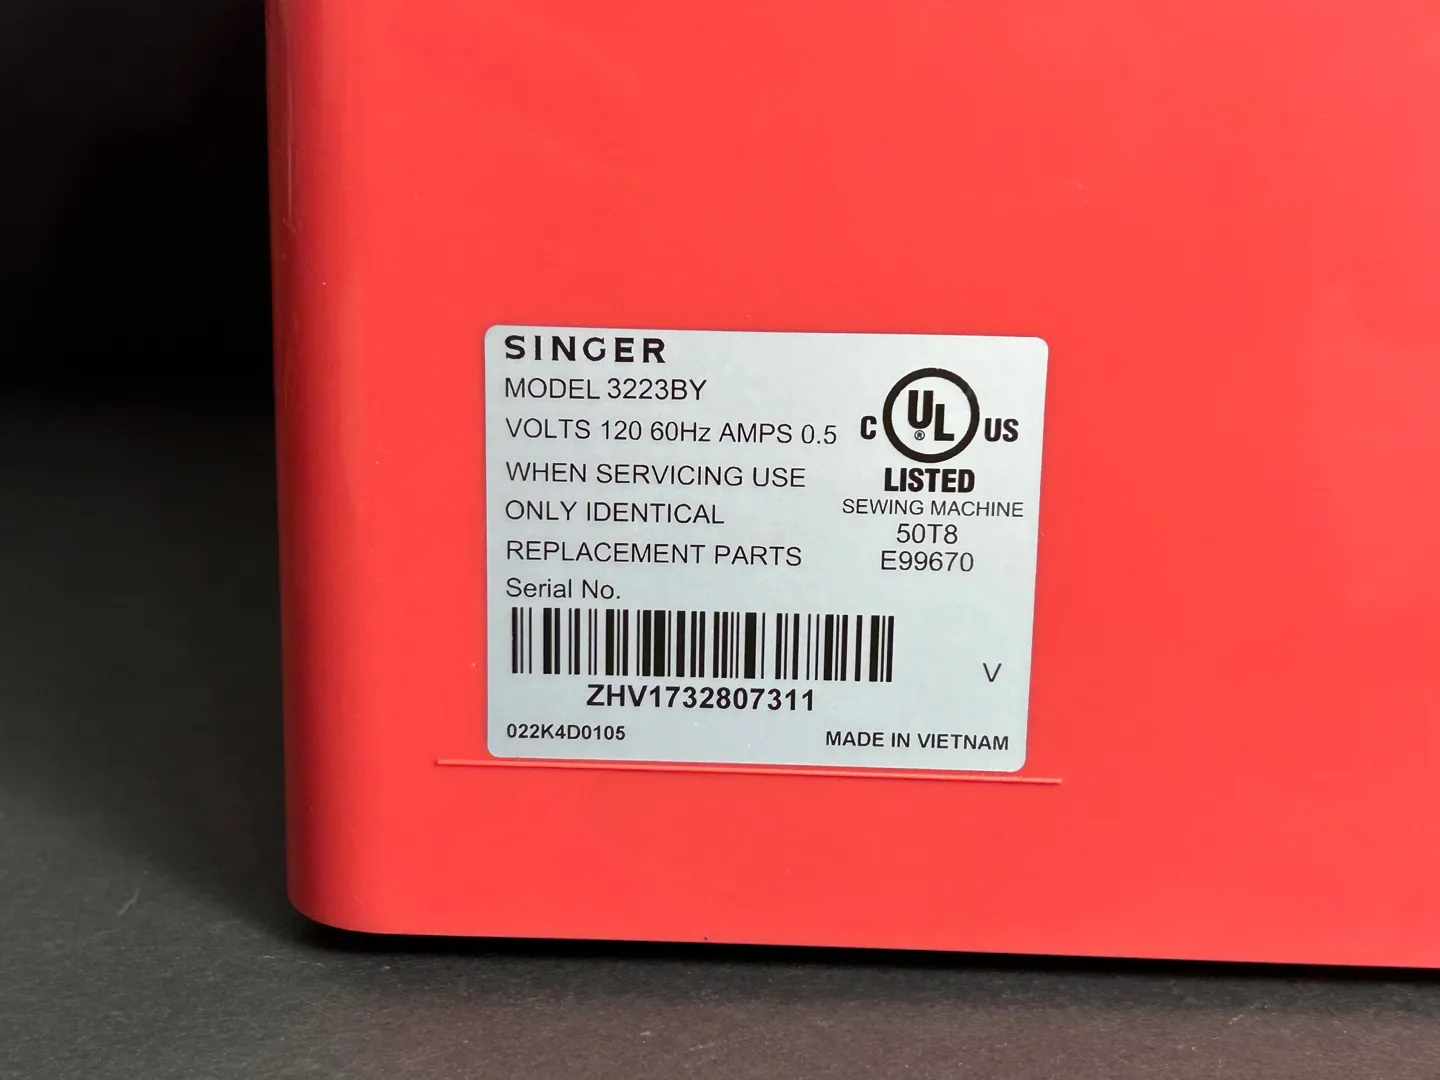 SINGER
MODEL 3223BY
VOLTS 120 60Hz AMPS 0.5
WHEN SERVICING USE
ONLY IDENTICAL
REPLACEMENT PARTS
Serial No.
ZHV1732807311
022K4D0105
C UL® US
LISTED
SEWING MACHINE
50T8
E99670
V
MADE IN VIETNAM